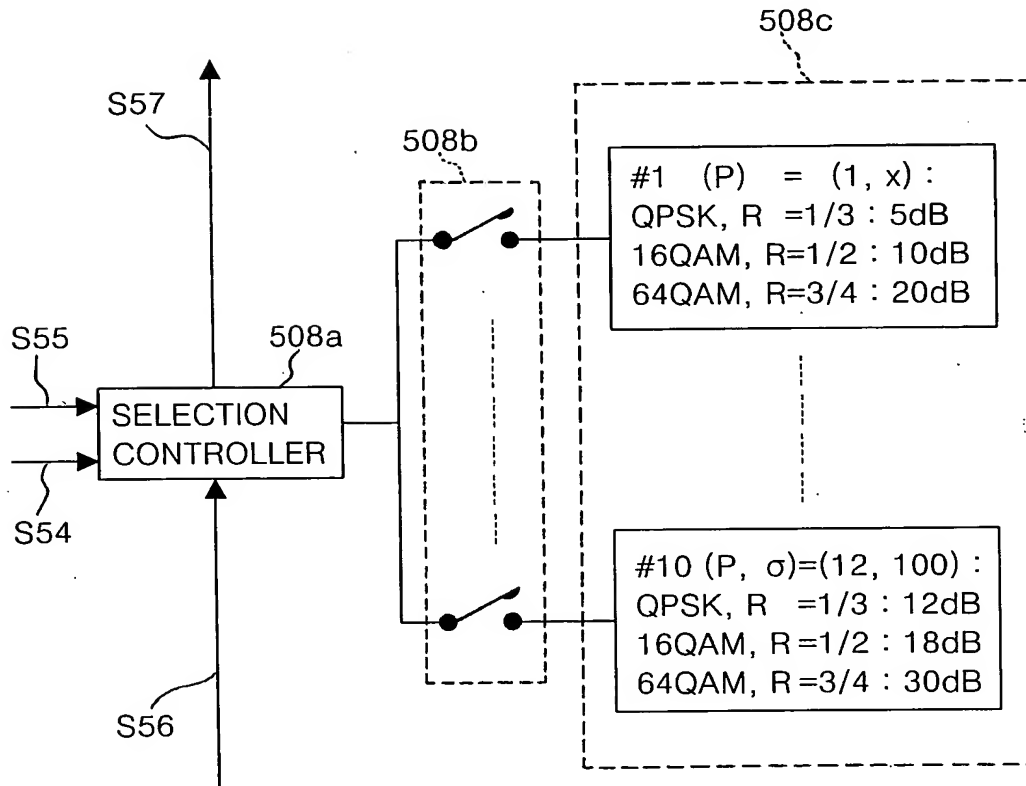 508c
S57
508b
#1 (P) = (1, x) :
QPSK, R =1/3 : 5dB
16QAM, R=1/2 : 10dB
64QAM, R=3/4 : 20dB
S55
508a
SELECTION
CONTROLLER
S54
#10 (P, σ)=(12, 100) :
QPSK, R =1/3 : 12dB
16QAM, R=1/2 : 18dB
64QAM, R=3/4 : 30dB
S56